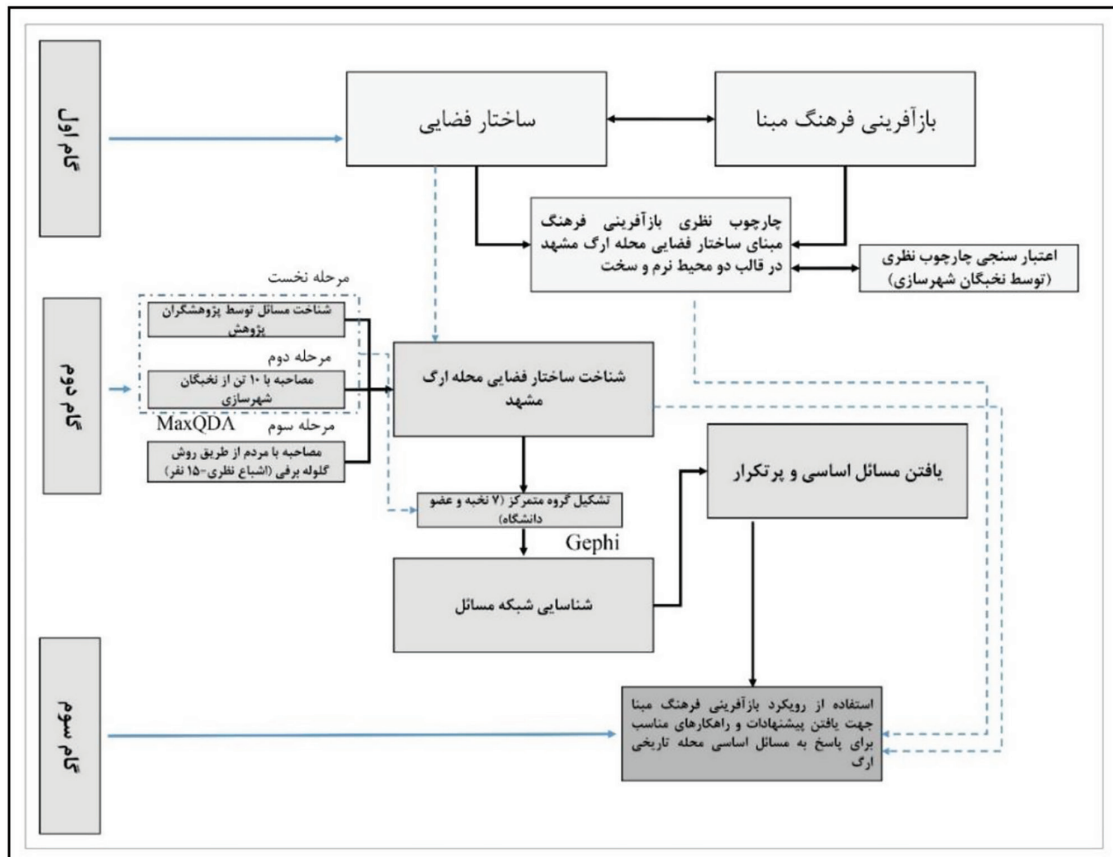 گام اول
ساختار فضایی
بازآفرینی فرهنگ مبنا
چارچوب نظری بازآفرینی فرهنگ
مبنای ساختار فضایی محله ارگ مشهد
در قالب دو محیط نرم و سخت
اعتبار سنجی چارچوب نظری
(توسط نخبگان شهرسازی)
گام دوم
مرحله نخست
شناخت مسائل توسط پژوهشگران
پژوهش
مرحله دوم
مصاحبه با ۱۰ تن از نخبگان
شهرسازی
مرحله سوم MaxQDA
مصاحبه با مردم از طریق روش
گلوله برفی (اشباع نظری-۱۵ نفر)
شناخت ساختار فضایی محله ارگ
مشهد
تشکیل گروه متمرکز (۷ نخبه و عضو
دانشگاه)
Gephi
شناسایی شبکه مسائل
یافتن مسائل اساسی و پرتکرار
گام سوم
استفاده از رویکرد بازآفرینی فرهنگ مبنا
جهت یافتن پیشنهادات و راهکارهای مناسب
برای پاسخ به مسائل اساسی محله تاریخی
ارگ